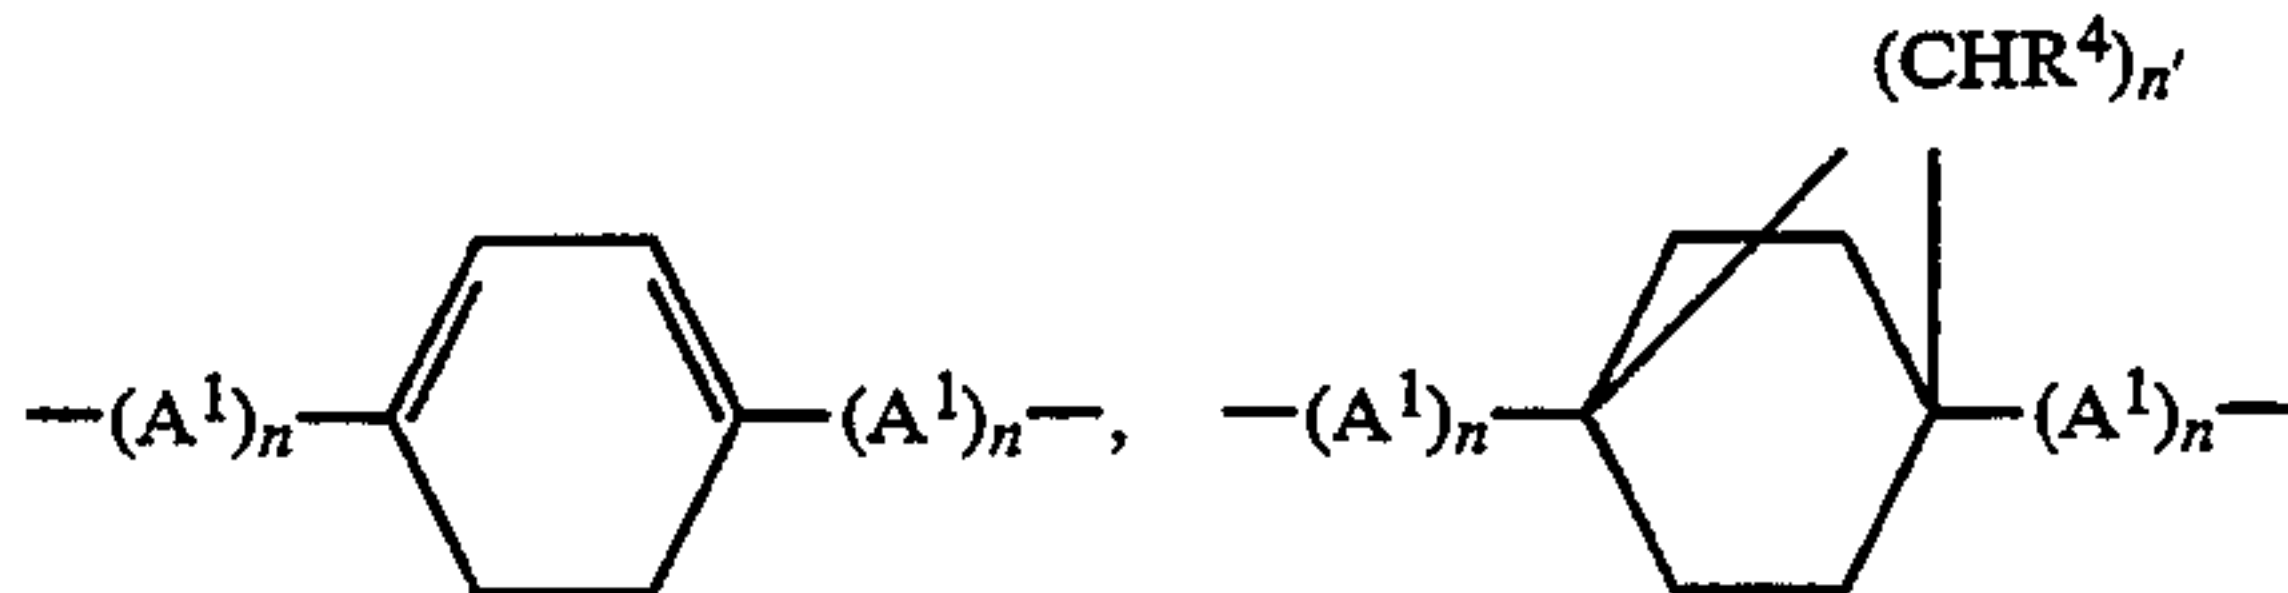 (CHR⁴)ₙ′
—(A¹)ₙ— —(A¹)ₙ—, —(A¹)ₙ— —(A¹)ₙ—